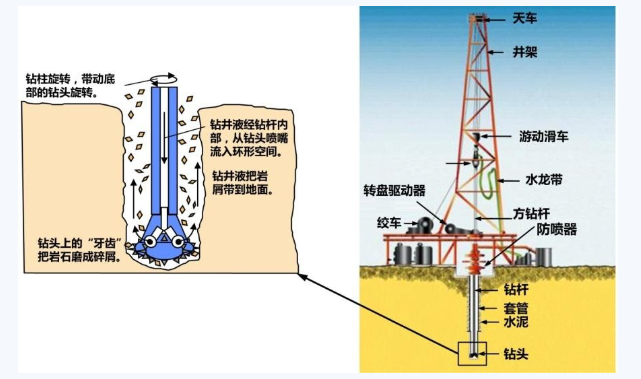 钻柱旋转，带动底
部的钻头旋转。
钻井液经钻杆内
部，从钻头喷嘴
流入环形空间。
钻井液把岩
屑带到地面。
钻头上的“牙齿”
把岩石磨成碎屑。
天车
井架
游动滑车
水龙带
转盘驱动器
方钻杆
绞车
防喷器
钻杆
套管
水泥
钻头